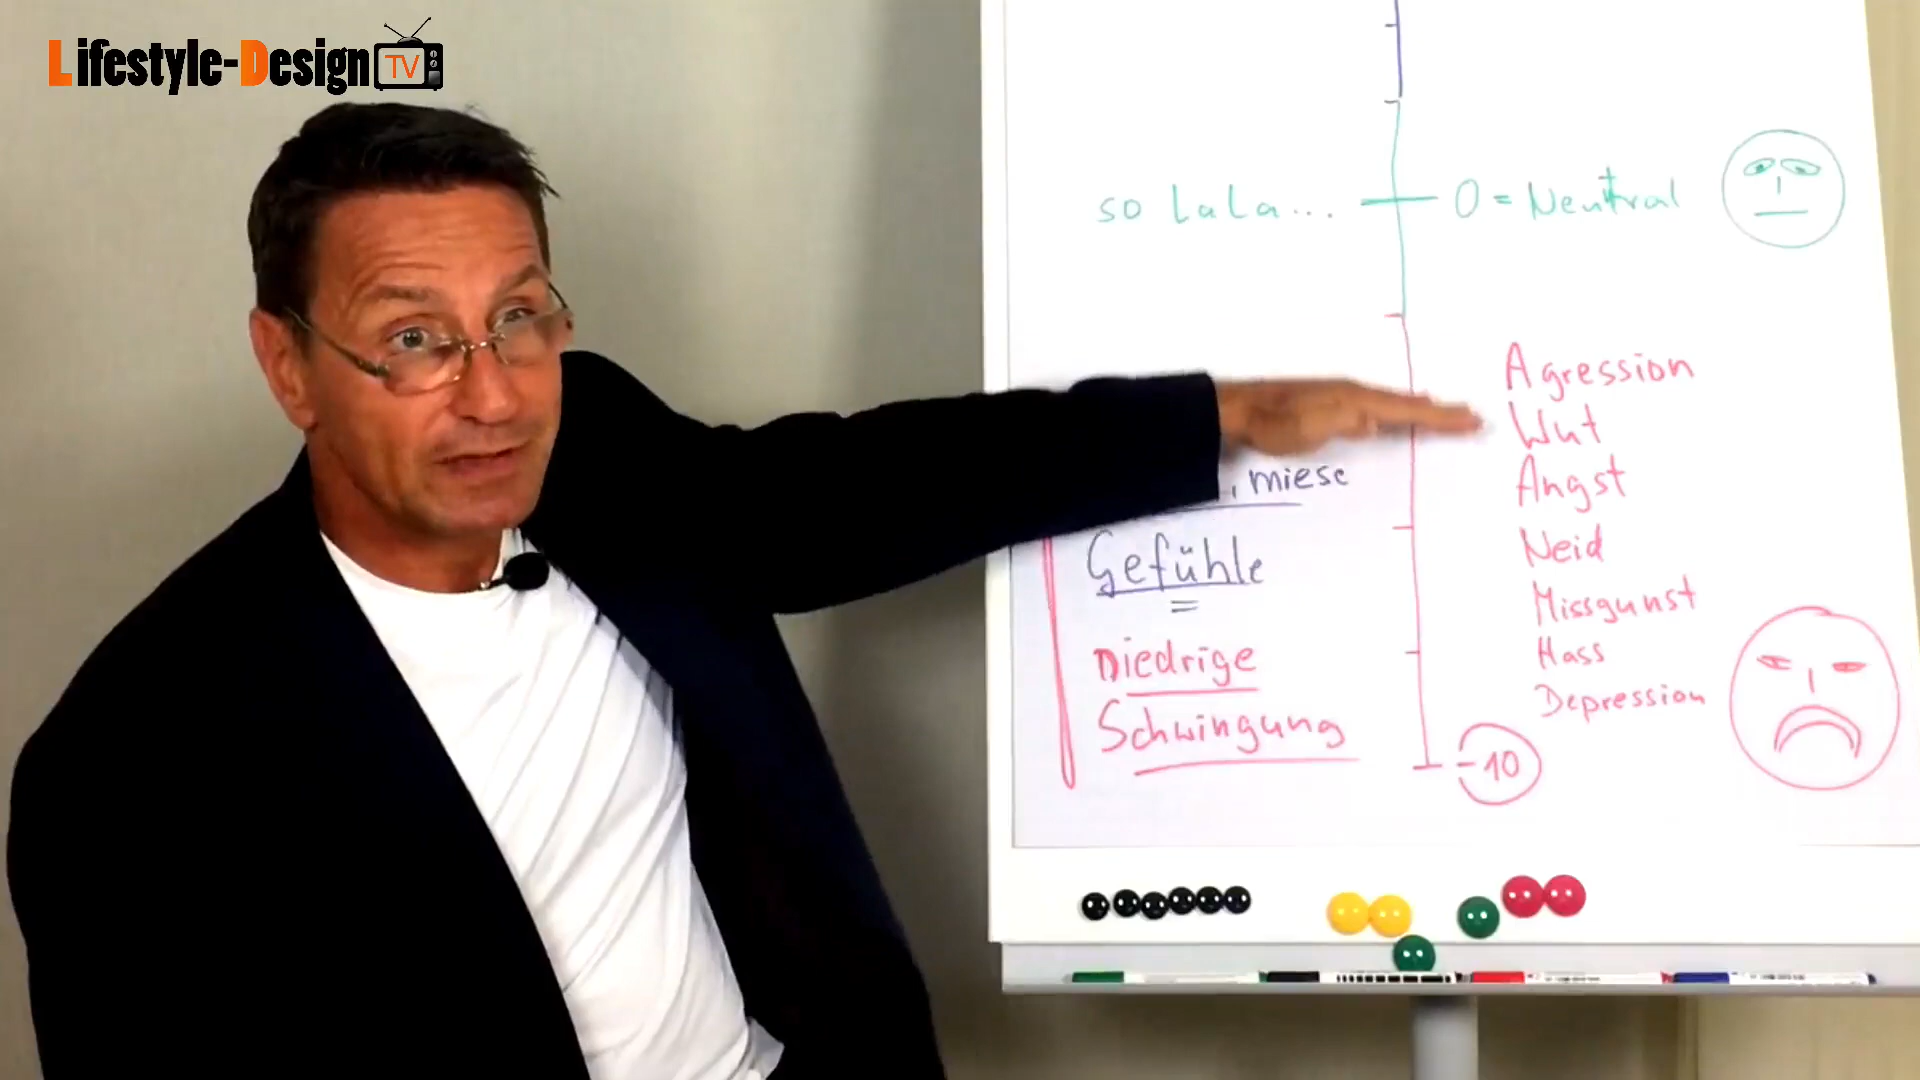 Lifestyle-Design TV
so LaLa... 0 = Neutral
Agression
Wut
, miese
Angst
Gefühle
=
Neid
Missgunst
Niedrige
Hass
Schwingung
Depression
-10